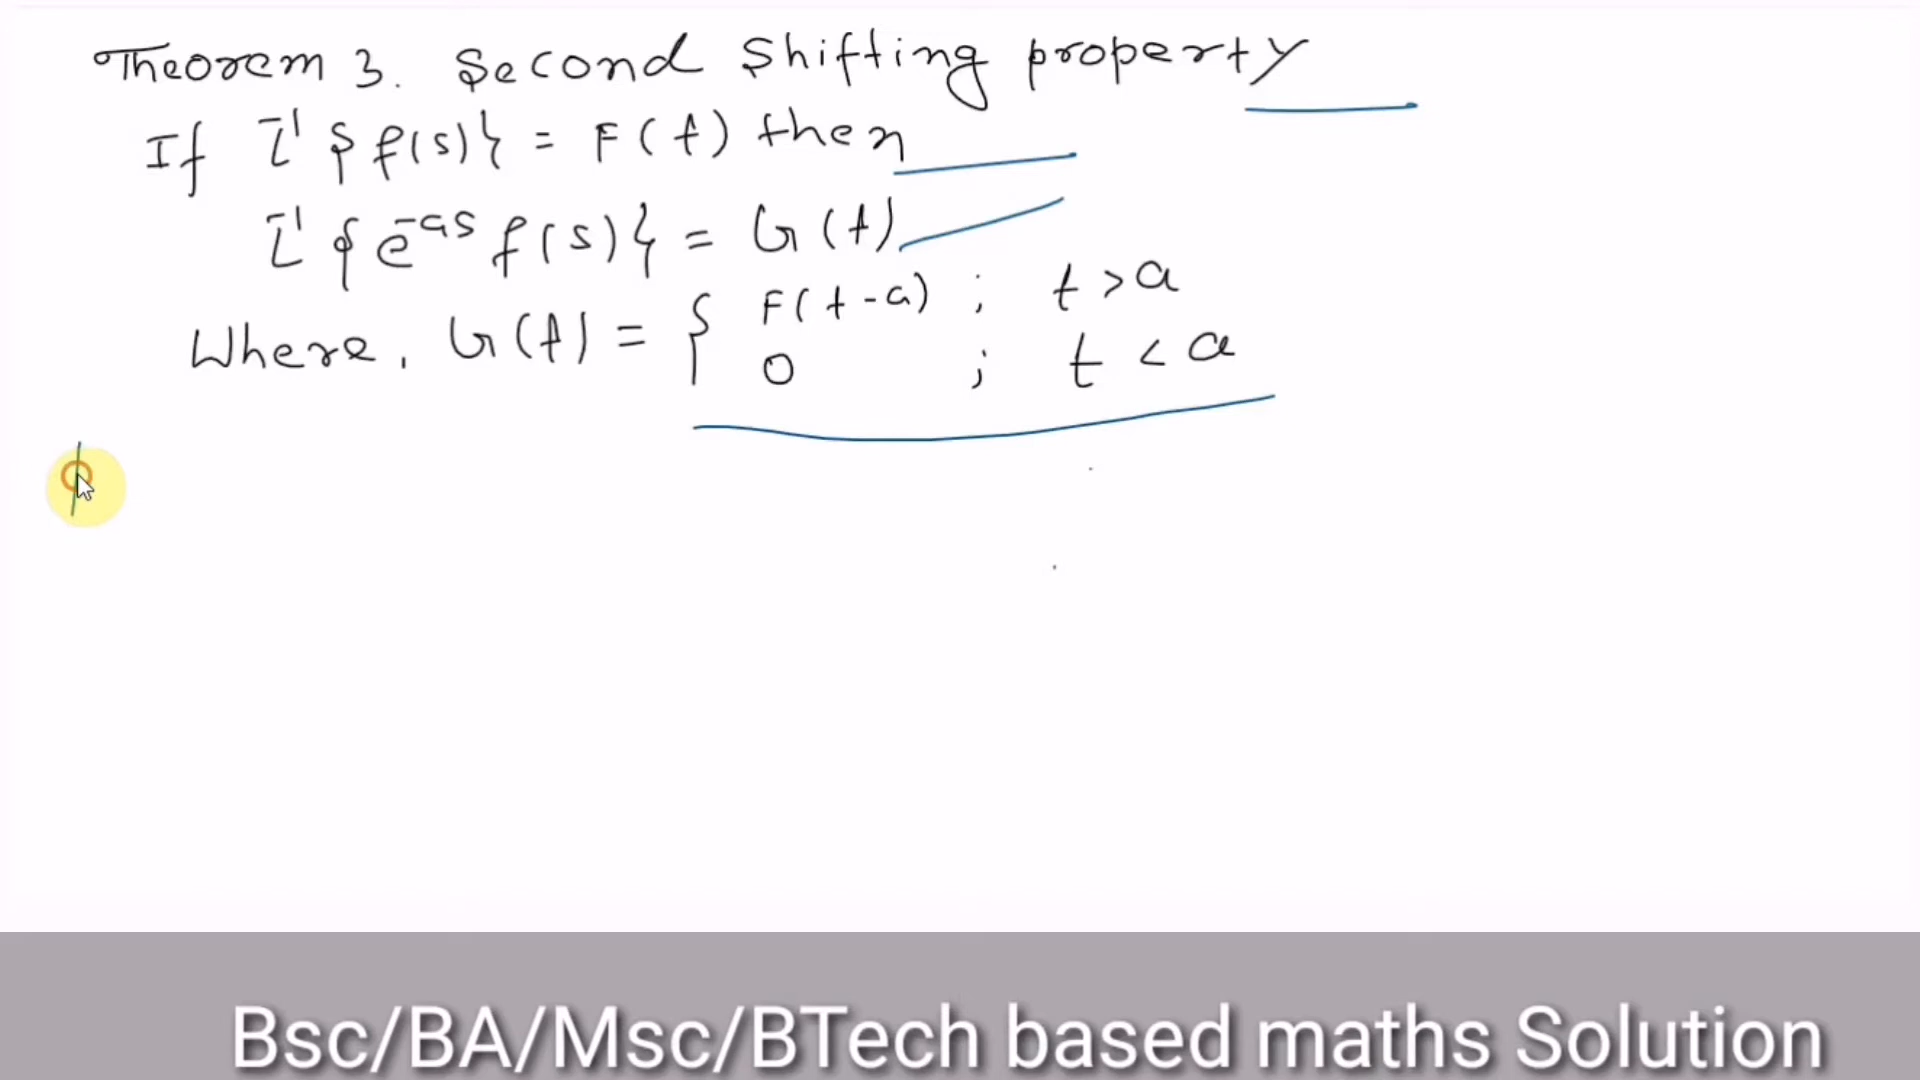 Theorem 3. Second Shifting property
If L⁻¹{f(s)} = F(t) then
L⁻¹{e⁻ᵃˢ f(s)} = G(t)
Where, G(t) = { F(t-a) ; t > a
0 ; t < a
Bsc/BA/Msc/BTech based maths Solution